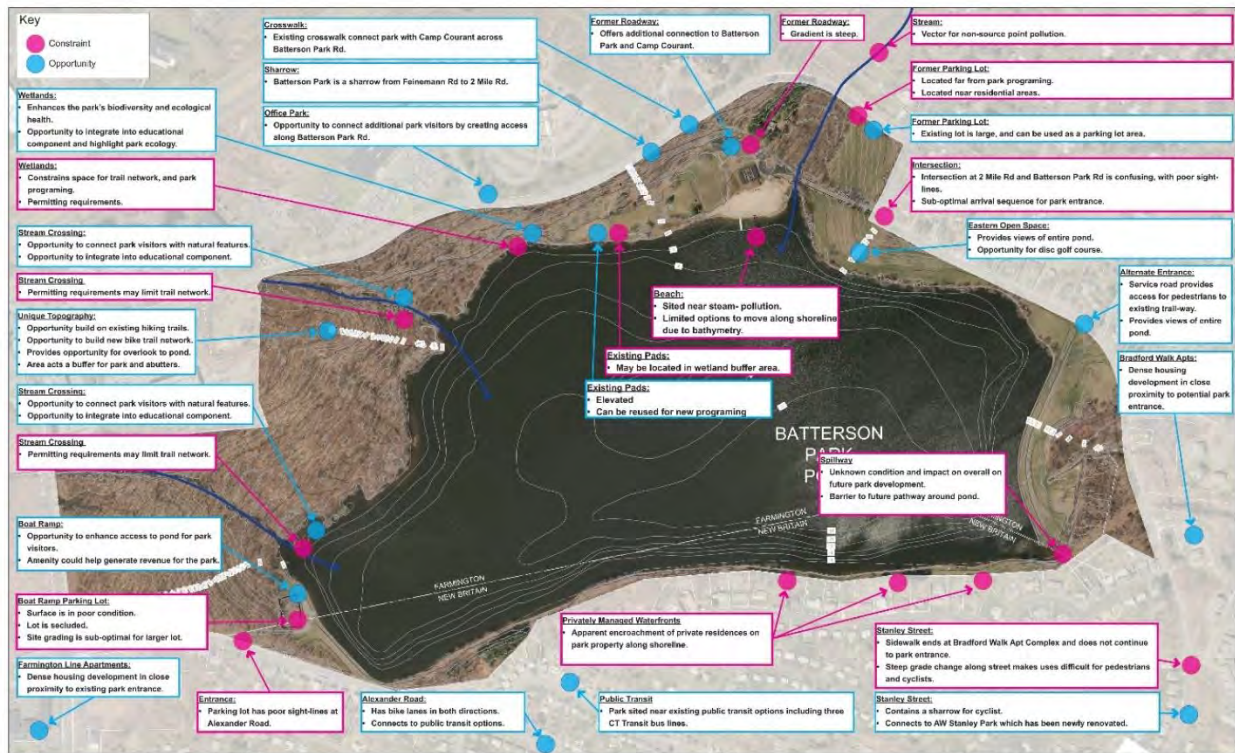 Key
Constraint
Opportunity
Crosswalk:
• Existing crosswalk connect park with Camp Courant across
Batterson Park Rd.
Sharrow:
• Batterson Park is a sharrow from Feinemann Rd to 2 Mile Rd.
Office Park:
• Opportunity to connect additional park visitors by creating access
along Batterson Park Rd.
Former Roadway:
• Offers additional connection to Batterson
Park and Camp Courant.
Former Roadway:
• Gradient is steep.
Stream:
• Vector for non-source point pollution.
Former Parking Lot:
• Located far from park programing.
• Located near residential areas.
Former Parking Lot:
• Existing lot is large, and can be used as a parking lot area.
Intersection:
• Intersection at 2 Mile Rd and Batterson Park Rd is confusing, with poor sight-
lines.
• Sub-optimal arrival sequence for park entrance.
Eastern Open Space:
• Provides views of entire pond.
• Opportunity for disc golf course.
Alternate Entrance:
• Service road provides
access for pedestrians to
existing trail-way.
• Provides views of entire
pond.
Bradford Walk Apts:
• Dense housing
development in close
proximity to potential park
entrance.
Wetlands:
• Enhances the park's biodiversity and ecological
health.
• Opportunity to integrate into educational
component and highlight park ecology.
Wetlands:
• Constrains space for trail network, and park
programing.
• Permitting requirements.
Stream Crossing:
• Opportunity to connect park visitors with natural features.
• Opportunity to integrate into educational component.
Stream Crossing
• Permitting requirements may limit trail network.
Unique Topography:
• Opportunity build on existing hiking trails.
• Opportunity to build new bike trail network.
• Provides opportunity for overlook to pond.
• Area acts a buffer for park and abutters.
Stream Crossing:
• Opportunity to connect park visitors with natural features.
• Opportunity to integrate into educational component.
Stream Crossing
• Permitting requirements may limit trail network.
Boat Ramp:
• Opportunity to enhance access to pond for park
visitors.
• Amenity could help generate revenue for the park.
Boat Ramp Parking Lot:
• Surface is in poor condition.
• Lot is secluded.
• Site grading is sub-optimal for larger lot.
Farmington Line Apartments:
• Dense housing development in close
proximity to existing park entrance.
Beach:
• Sited near steam- pollution.
• Limited options to move along shoreline
due to bathymetry.
Existing Pads:
• May be located in wetland buffer area.
Existing Pads:
• Elevated
• Can be reused for new programing
BATTERSON
PARK
Spillway
• Unknown condition and impact on overall on
future park development.
• Barrier to future pathway around pond.
FARMINGTON
NEW BRITAIN
NEW BRITAIN
FARMINGTON
NEW BRITAIN
Entrance:
• Parking lot has poor sight-lines at
Alexander Road.
Alexander Road:
• Has bike lanes in both directions.
• Connects to public transit options.
Privately Managed Waterfronts
• Apparent encroachment of private residences on
park property along shoreline.
Public Transit
• Park sited near existing public transit options including three
CT Transit bus lines.
Stanley Street:
• Sidewalk ends at Bradford Walk Apt Complex and does not continue
to park entrance.
• Steep grade change along street makes uses difficult for pedestrians
and cyclists.
Stanley Street:
• Contains a sharrow for cyclist.
• Connects to AW Stanley Park which has been newly renovated.